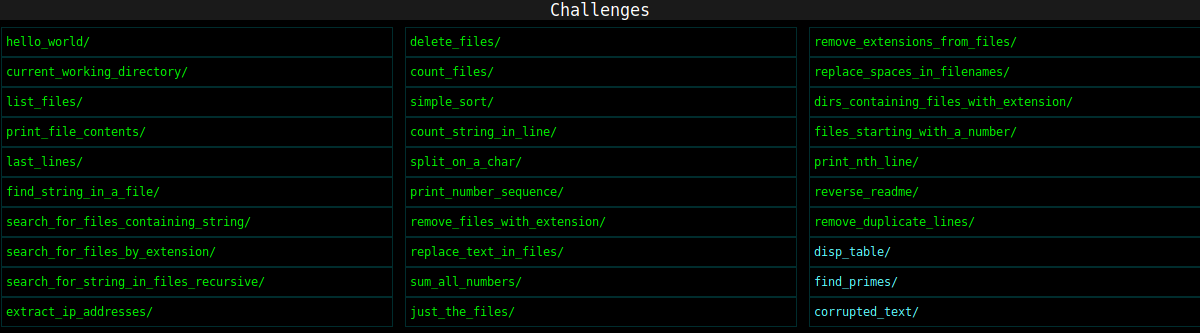 Challenges
hello_world/
current_working_directory/
list_files/
print_file_contents/
last_lines/
find_string_in_a_file/
search_for_files_containing_string/
search_for_files_by_extension/
search_for_string_in_files_recursive/
extract_ip_addresses/
delete_files/
count_files/
simple_sort/
count_string_in_line/
split_on_a_char/
print_number_sequence/
remove_files_with_extension/
replace_text_in_files/
sum_all_numbers/
just_the_files/
remove_extensions_from_files/
replace_spaces_in_filenames/
dirs_containing_files_with_extension/
files_starting_with_a_number/
print_nth_line/
reverse_readme/
remove_duplicate_lines/
disp_table/
find_primes/
corrupted_text/